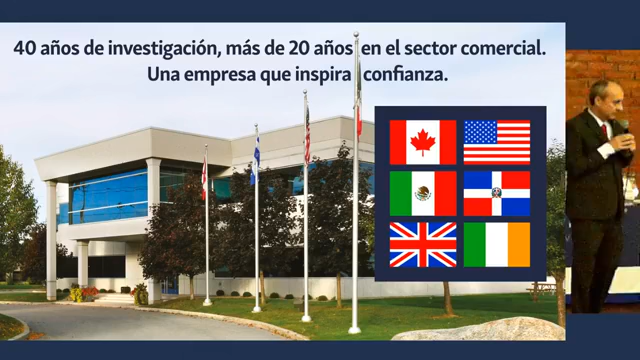 40 años de investigación, más de 20 años en el sector comercial.
Una empresa que inspira confianza.